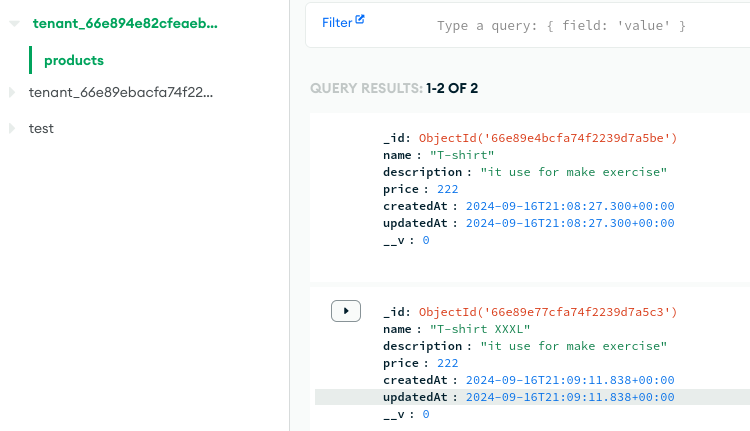 tenant_66e894e82cfeaeb...
products
tenant_66e89ebacfa74f22...
test
Filter
Type a query: { field: 'value' }
QUERY RESULTS: 1-2 OF 2
_id: ObjectId('66e89e4bcfa74f2239d7a5be')
name : "T-shirt"
description : "it use for make exercise"
price : 222
createdAt : 2024-09-16T21:08:27.300+00:00
updatedAt : 2024-09-16T21:08:27.300+00:00
__v : 0
_id: ObjectId('66e89e77cfa74f2239d7a5c3')
name : "T-shirt XXXL"
description : "it use for make exercise"
price : 222
createdAt : 2024-09-16T21:09:11.838+00:00
updatedAt : 2024-09-16T21:09:11.838+00:00
__v : 0